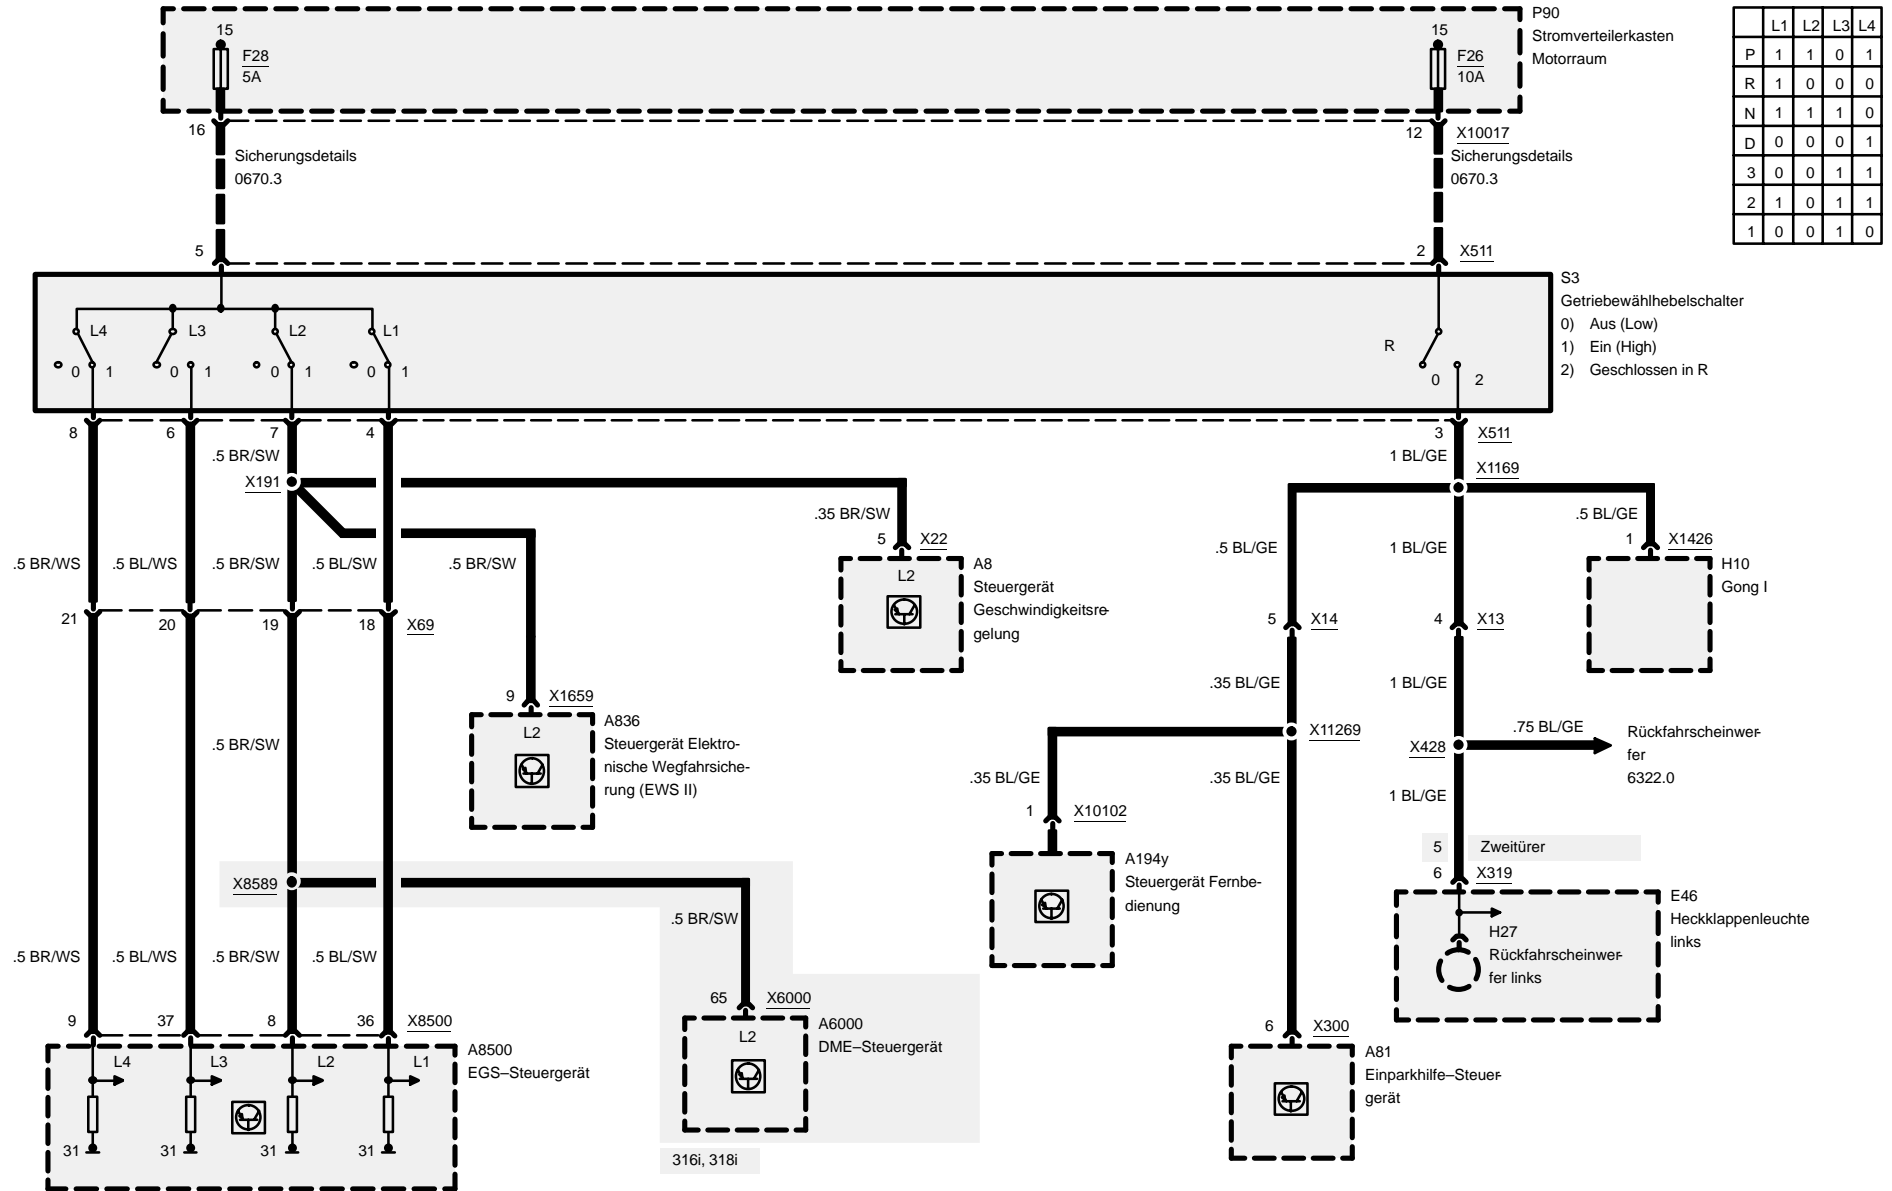 15
F28
5A
15
F26
10A
P90
Stromverteilerkasten
Motorraum
L1 L2 L3 L4
P 1 1 0 1
R 1 0 0 0
N 1 1 1 0
D 0 0 0 1
3 0 0 1 1
2 1 0 1 1
1 0 0 1 0
16
12 X10017
Sicherungsdetails
0670.3
Sicherungsdetails
0670.3
5
2 X511
S3
Getriebewählhebelschalter
0) Aus (Low)
1) Ein (High)
2) Geschlossen in R
L4 L3 L2 L1
R
0 1 0 1 0 1 0 1
0 2
8 6 7 4
3 X511
.5 BR/SW
1 BL/GE
X191
X1169
.35 BR/SW
.5 BL/GE
5 X22
1 X1426
.5 BR/WS .5 BL/WS .5 BR/SW .5 BL/SW .5 BR/SW
.5 BL/GE
1 BL/GE
L2
A8
Steuergerät
Geschwindigkeitsre-
gelung
H10
Gong I
21 20 19 18 X69
5 X14
4 X13
9 X1659
.35 BL/GE
1 BL/GE
L2
A836
Steuergerät Elektro-
nische Wegfahrsiche-
rung (EWS II)
.5 BR/SW
X11269
X428
.75 BL/GE
Rückfahrscheinwer-
fer
6322.0
.35 BL/GE
.35 BL/GE
1 BL/GE
1 X10102
5 Zweitürer
6 X319
A194y
Steuergerät Fernbe-
dienung
X8589
.5 BR/SW
E46
Heckklappenleuchte
links
H27
Rückfahrscheinwer-
fer links
.5 BR/WS .5 BL/WS .5 BR/SW .5 BL/SW
65 X6000
9 37 8 36 X8500
6 X300
L2
A6000
DME–Steuergerät
A8500
EGS–Steuergerät
L4 L3 L2 L1
A81
Einparkhilfe–Steuer-
gerät
31 31 31 31
316i, 318i